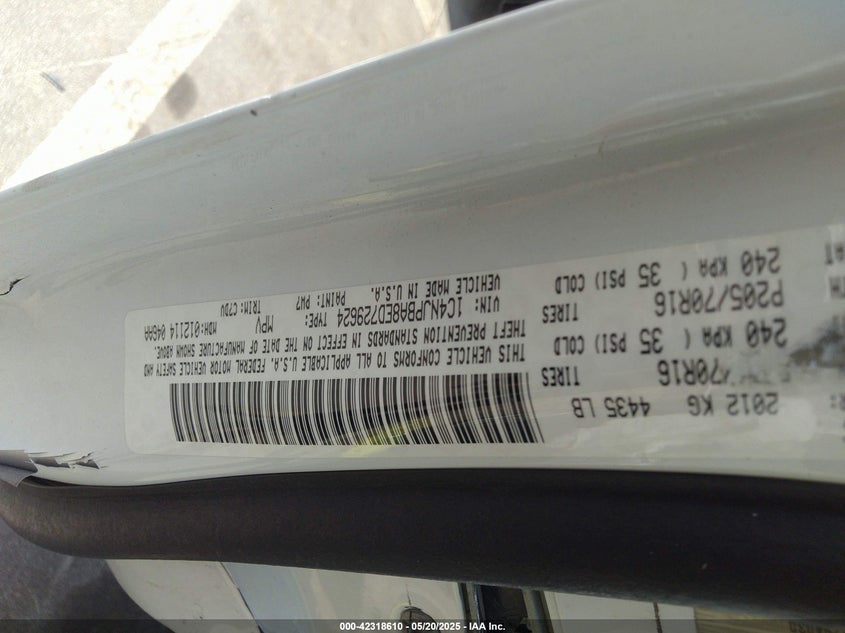 2012 KG 4435 LB
TIRES
/70R16
240 KPA ( 35 PSI) COLD
TIRES
P205/70R16
240 KPA ( 35 PSI) COLD
THIS VEHICLE CONFORMS TO ALL APPLICABLE FEDERAL MOTOR VEHICLE SAFETY AND
THEFT PREVENTION STANDARDS IN EFFECT ON THE DATE OF MANUFACTURE SHOWN ABOVE.
VIN: 1C4NJPBA8ED729624 TYPE: MPV MDH:012114 04GAA
VEHICLE MADE IN U.S.A. PAINT: PW7 TRIM: C7DV
000-42318610 - 05/20/2025 - IAA Inc.